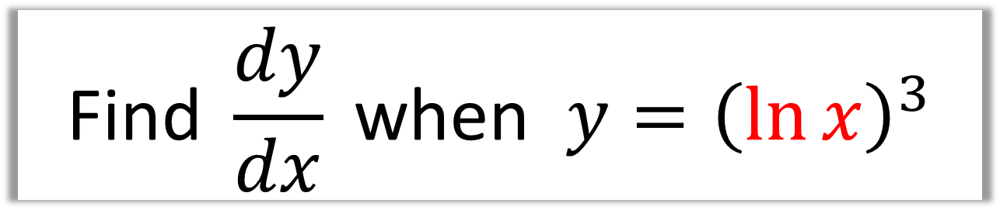 Find dy/dx when y = (ln x)³